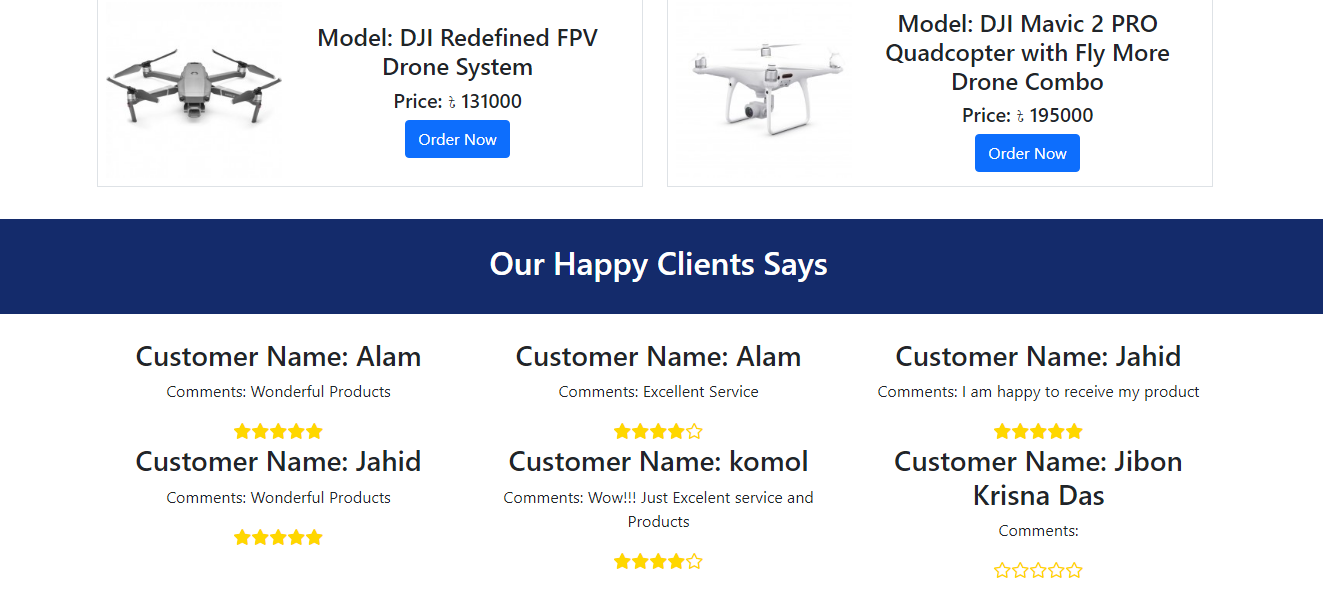 Model: DJI Redefined FPV
Drone System
Price: ৳ 131000
Order Now
Model: DJI Mavic 2 PRO
Quadcopter with Fly More
Drone Combo
Price: ৳ 195000
Order Now
Our Happy Clients Says
Customer Name: Alam
Comments: Wonderful Products
Customer Name: Alam
Comments: Excellent Service
Customer Name: Jahid
Comments: I am happy to receive my product
Customer Name: Jahid
Comments: Wonderful Products
Customer Name: komol
Comments: Wow!!! Just Excelent service and
Products
Customer Name: Jibon
Krisna Das
Comments: